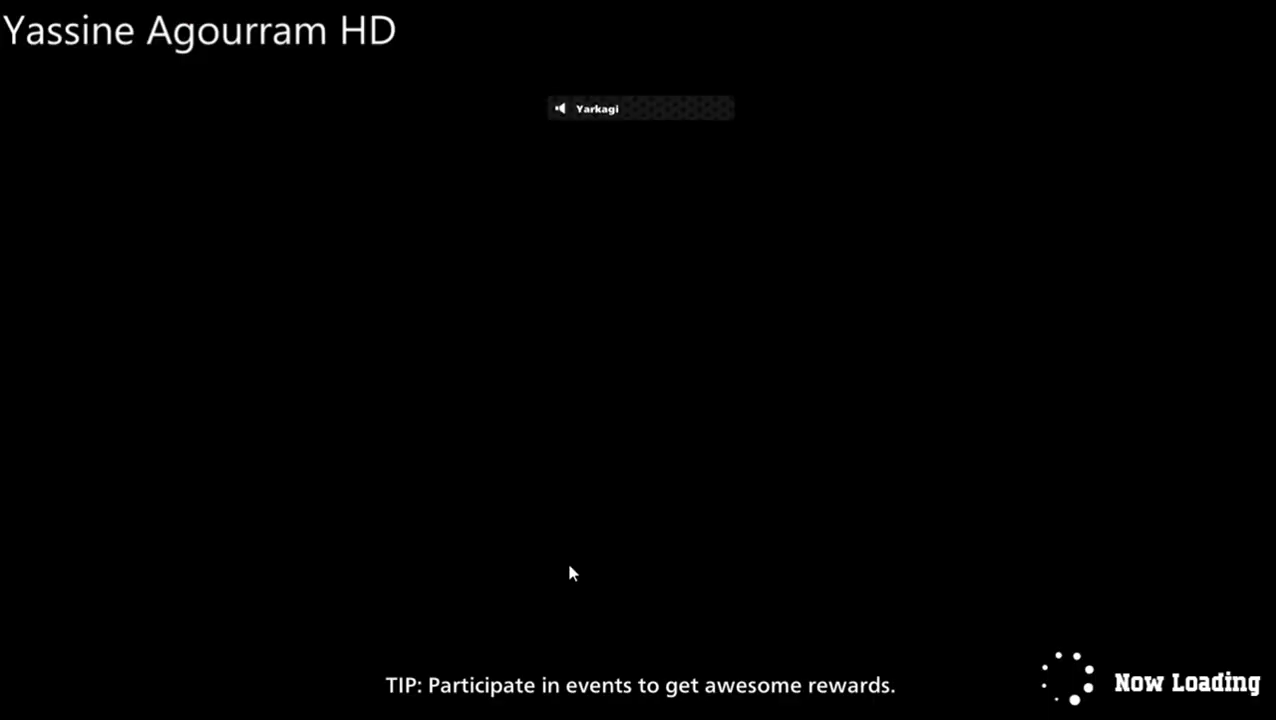 Yassine Agourram HD
Yarkagi
TIP: Participate in events to get awesome rewards.
Now Loading